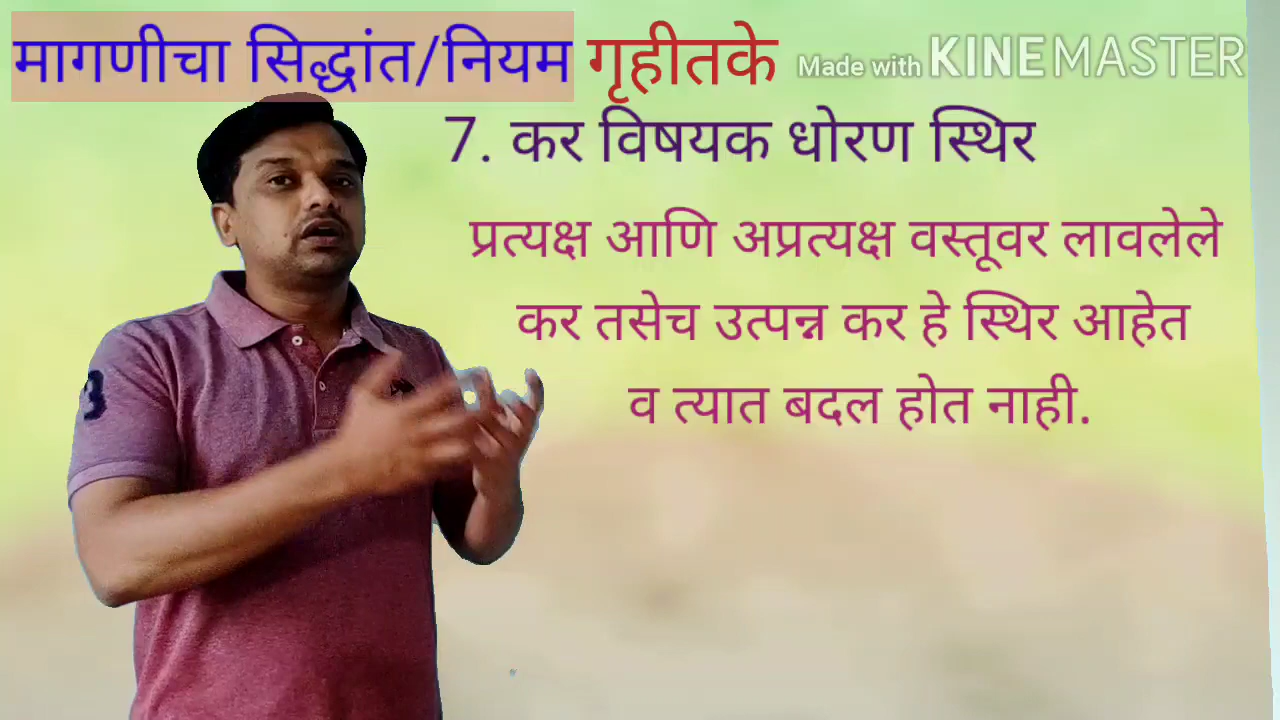 मागणीचा सिद्धांत/नियम गृहीतके Made with KINEMASTER
7. कर विषयक धोरण स्थिर
प्रत्यक्ष आणि अप्रत्यक्ष वस्तूवर लावलेले
कर तसेच उत्पन्न कर हे स्थिर आहेत
व त्यात बदल होत नाही.
3